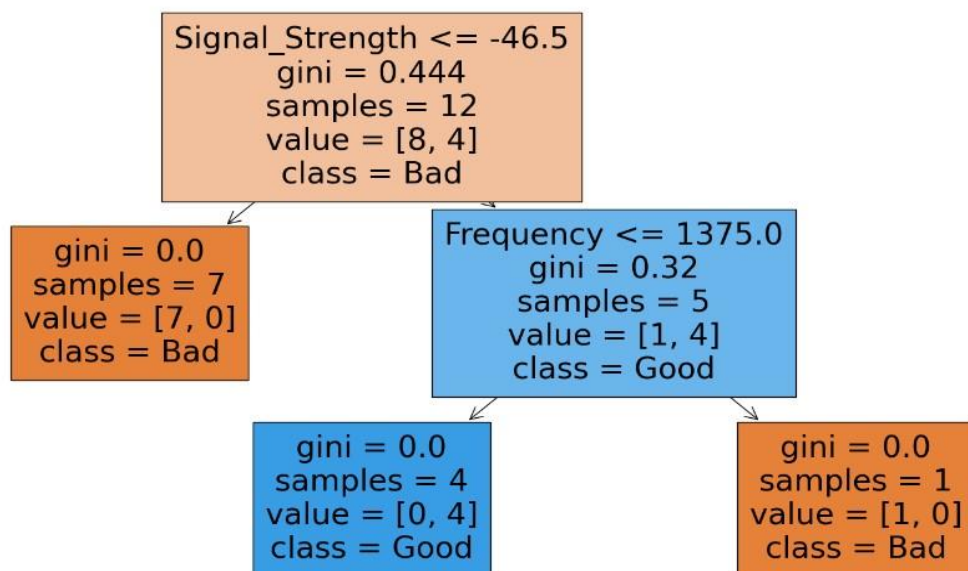 Signal_Strength <= -46.5
gini = 0.444
samples = 12
value = [8, 4]
class = Bad
gini = 0.0
samples = 7
value = [7, 0]
class = Bad
Frequency <= 1375.0
gini = 0.32
samples = 5
value = [1, 4]
class = Good
gini = 0.0
samples = 4
value = [0, 4]
class = Good
gini = 0.0
samples = 1
value = [1, 0]
class = Bad